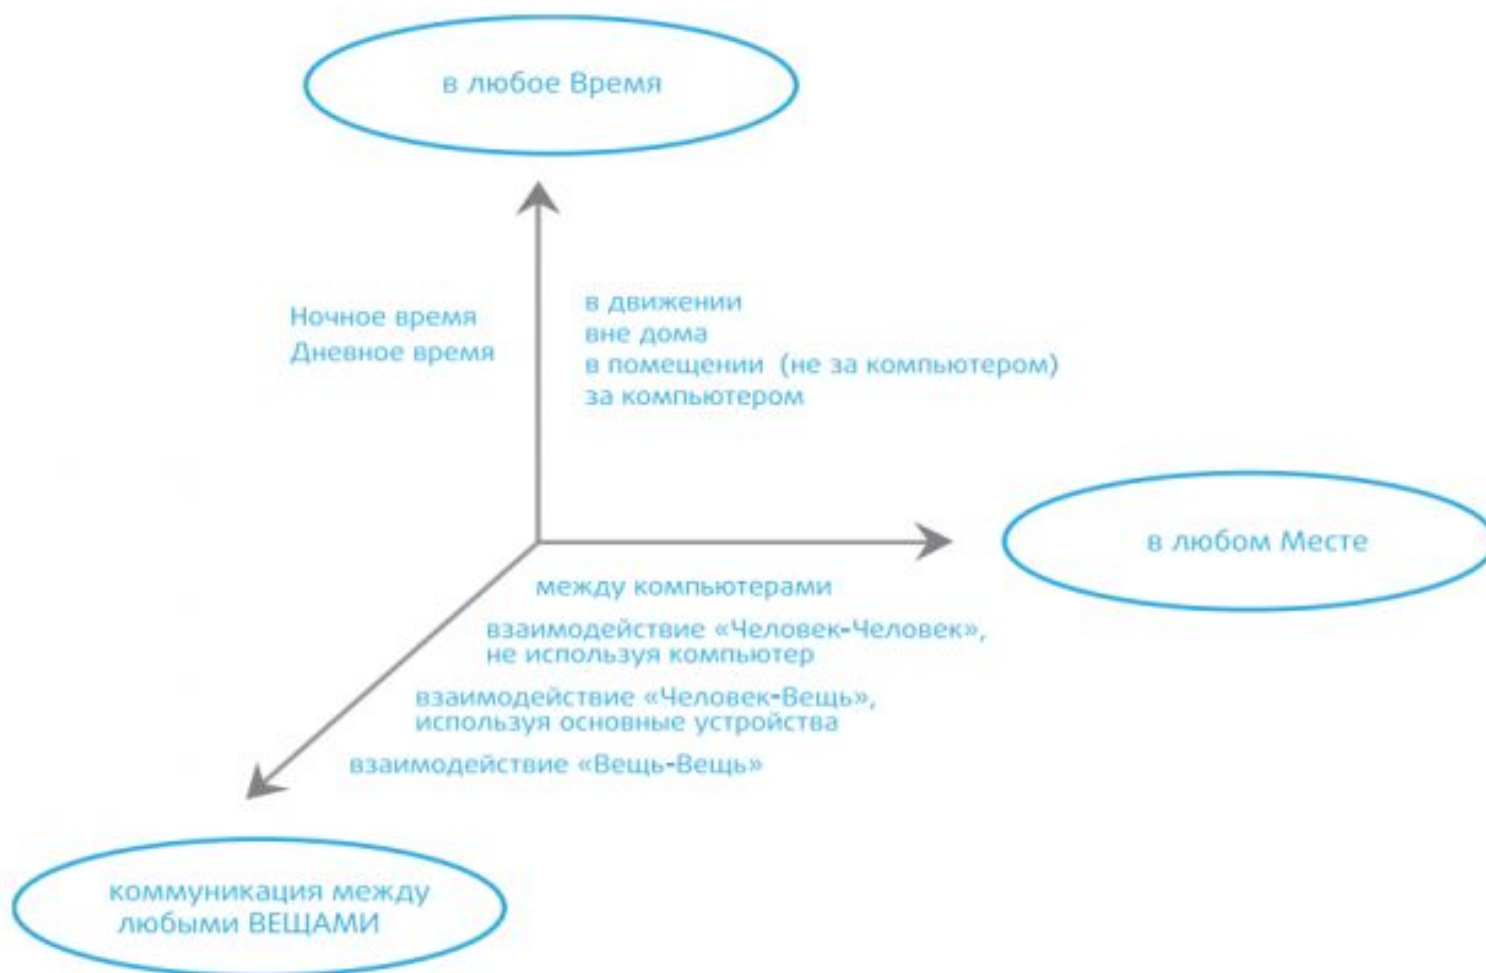 в любое Время
Ночное время
Дневное время
в движении
вне дома
в помещении (не за компьютером)
за компьютером
в любом Месте
между компьютерами
взаимодействие «Человек-Человек»,
не используя компьютер
взаимодействие «Человек-Вещь»,
используя основные устройства
взаимодействие «Вещь-Вещь»
коммуникация между
любыми ВЕЩАМИ